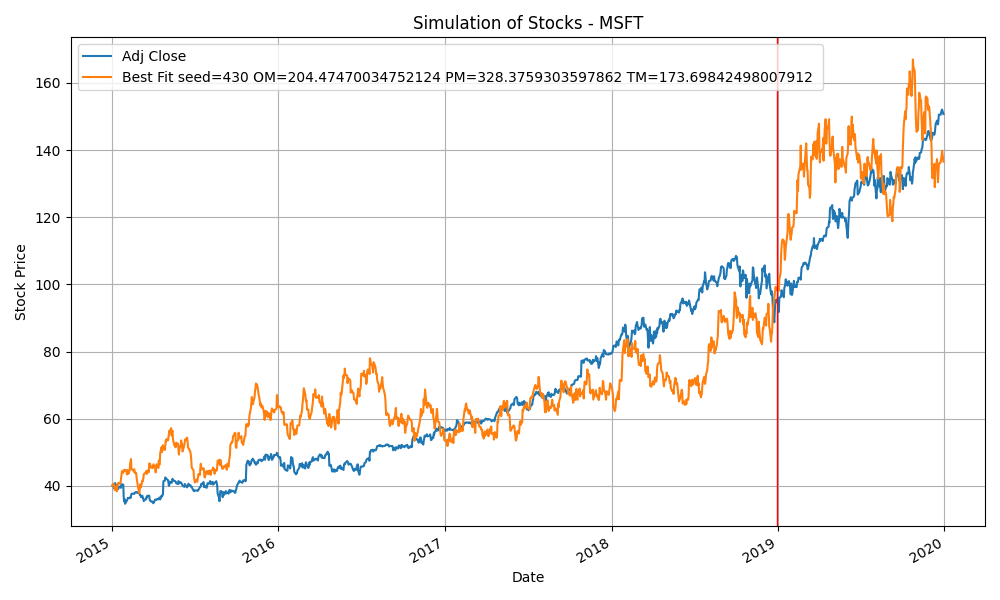 Simulation of Stocks - MSFT
Adj Close
Best Fit seed=430 OM=204.47470034752124 PM=328.3759303597862 TM=173.69842498007912
Stock Price
160
140
120
100
80
60
40
2015
2016
2017
2018
2019
2020
Date